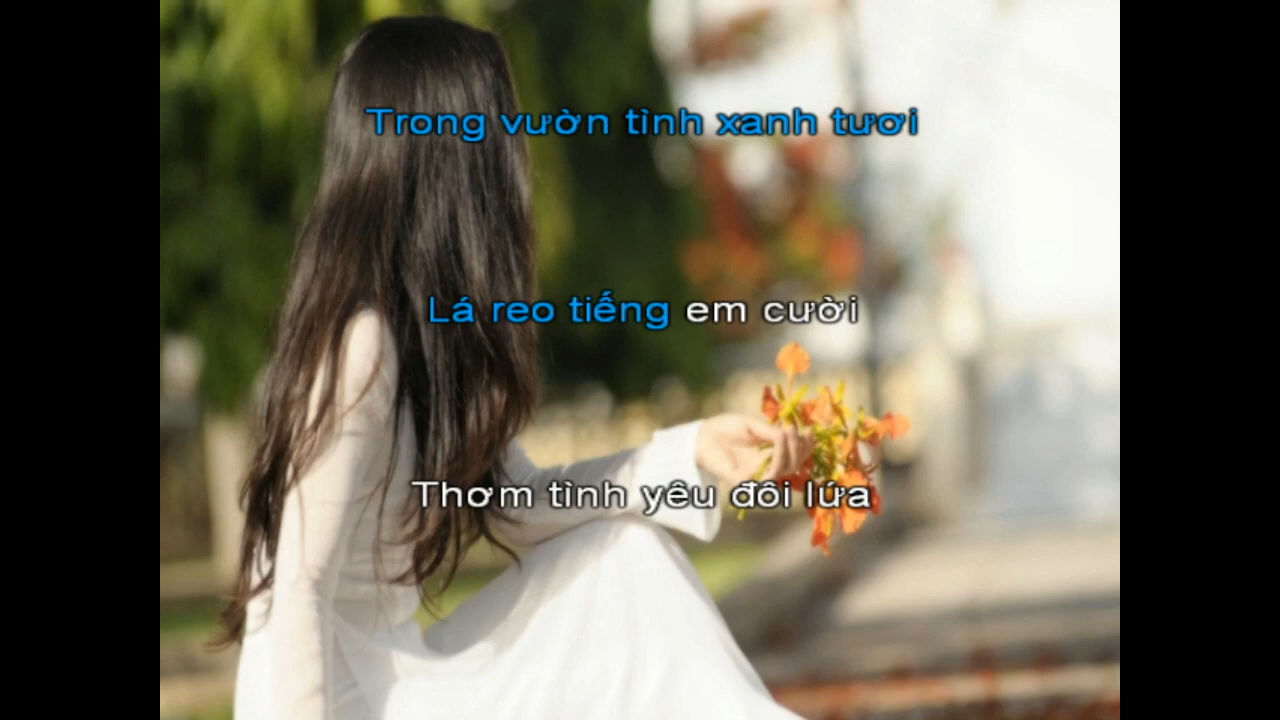 Trong vườn tình xanh tươi
Lá reo tiếng em cười
Thơm tình yêu đôi lứa